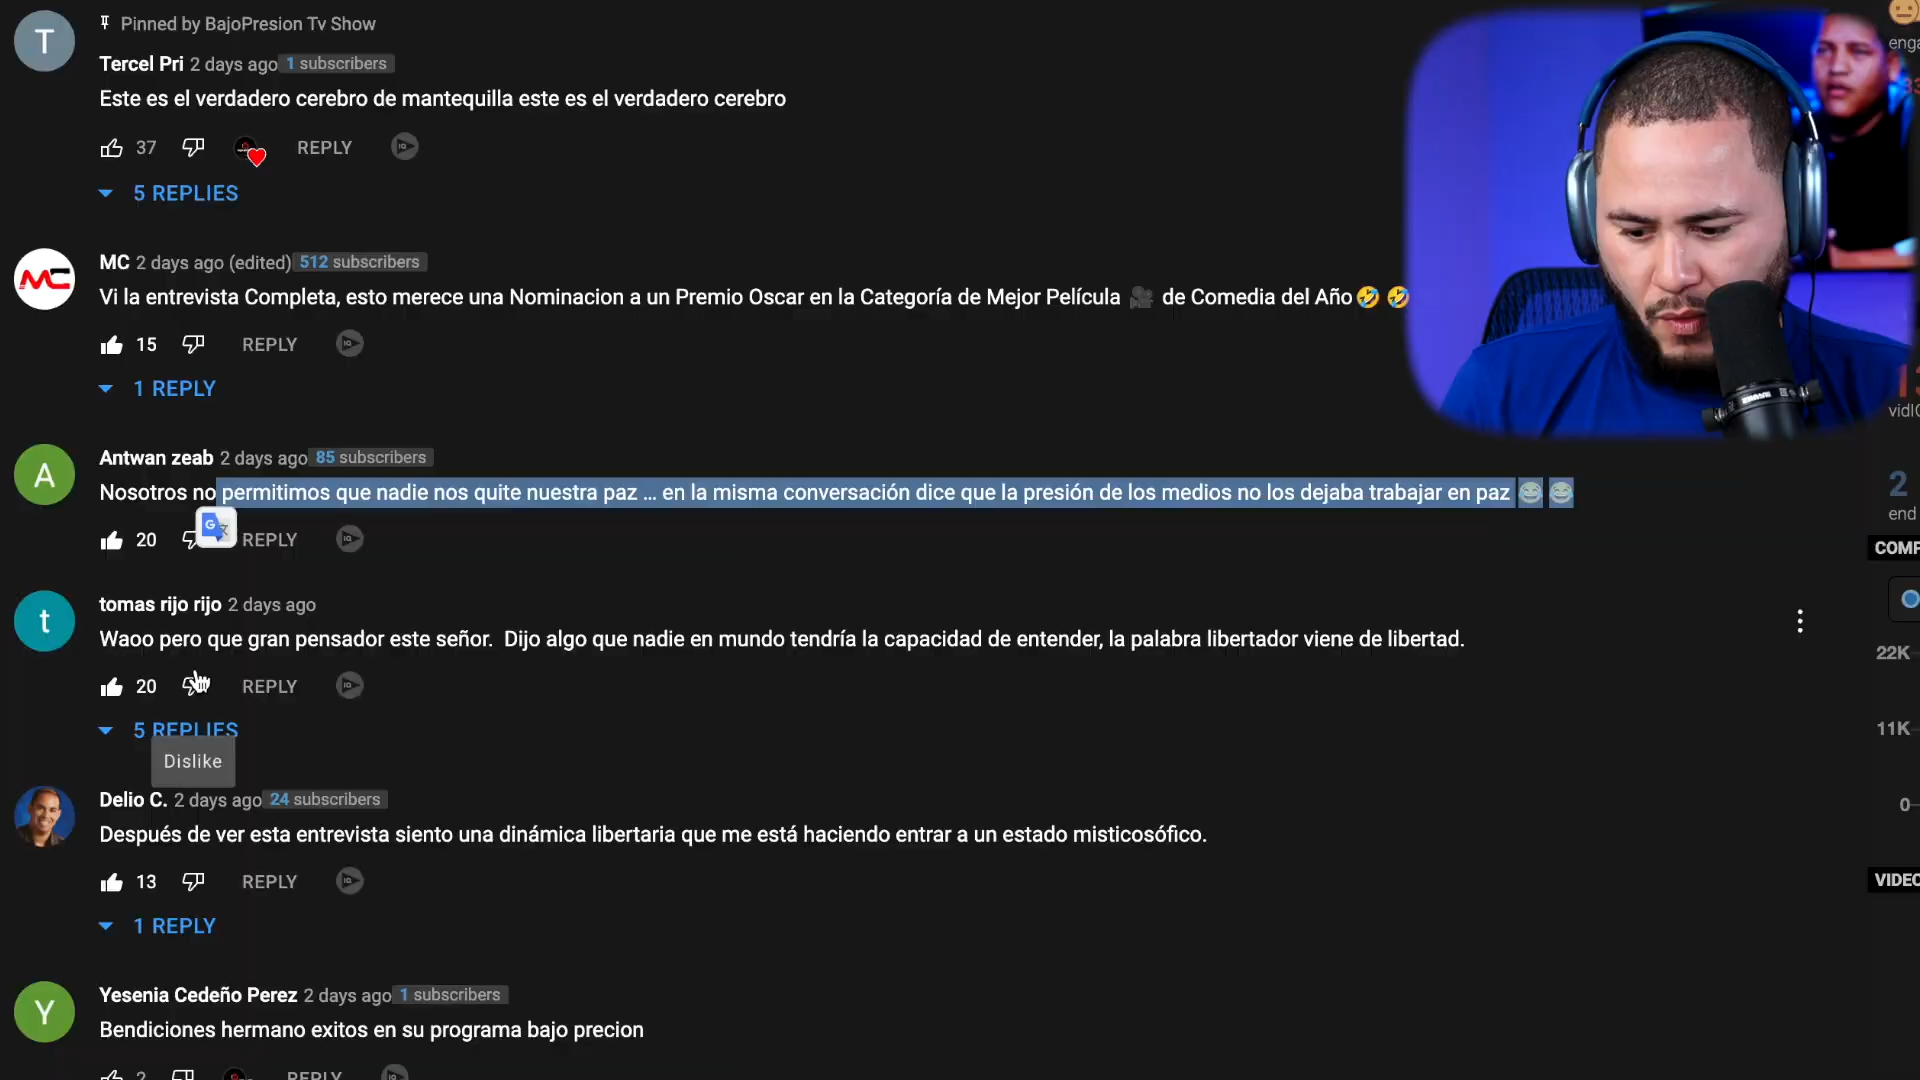 Pinned by BajoPresion Tv Show
T
Tercel Pri 2 days ago 1 subscribers
Este es el verdadero cerebro de mantequilla este es el verdadero cerebro
37 REPLY
5 REPLIES
MC
MC 2 days ago (edited) 512 subscribers
Vi la entrevista Completa, esto merece una Nominacion a un Premio Oscar en la Categoría de Mejor Película 🎥 de Comedia del Año🤣🤣
15 REPLY
1 REPLY
A
Antwan zeab 2 days ago 85 subscribers
Nosotros no permitimos que nadie nos quite nuestra paz ... en la misma conversación dice que la presión de los medios no los dejaba trabajar en paz 😂😂
20 REPLY
t
tomas rijo rijo 2 days ago
Waoo pero que gran pensador este señor. Dijo algo que nadie en mundo tendría la capacidad de entender, la palabra libertador viene de libertad.
20 REPLY
5 REPLIES
Dislike
Delio C. 2 days ago 24 subscribers
Después de ver esta entrevista siento una dinámica libertaria que me está haciendo entrar a un estado misticosófico.
13 REPLY
1 REPLY
Y
Yesenia Cedeño Perez 2 days ago 1 subscribers
Bendiciones hermano exitos en su programa bajo precion
2 REPLY
enga
vidIQ
2
end
COMP
22K
11K
0
VIDEO